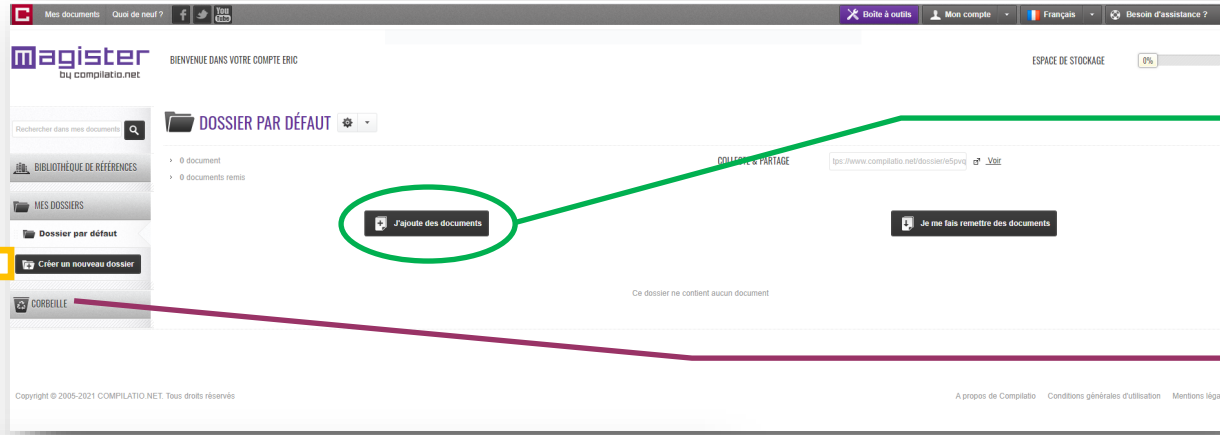 Mes documents Quoi de neuf ? You Tube Boîte à outils Mon compte Français Besoin d'assistance ?
magister
by compilatio.net
BIENVENUE DANS VOTRE COMPTE ERIC
ESPACE DE STOCKAGE 0%
DOSSIER PAR DÉFAUT
Rechercher dans mes documents
0 document
0 documents remis
COLLECTE & PARTAGE tps://www.compilatio.net/dossier/e5pvq Voir
BIBLIOTHÈQUE DE RÉFÉRENCES
MES DOSSIERS
Dossier par défaut
Créer un nouveau dossier
CORBEILLE
J'ajoute des documents
Je me fais remettre des documents
Ce dossier ne contient aucun document
Copyright © 2005-2021 COMPILATIO.NET. Tous droits réservés
A propos de Compilatio Conditions générales d'utilisation Mentions léga